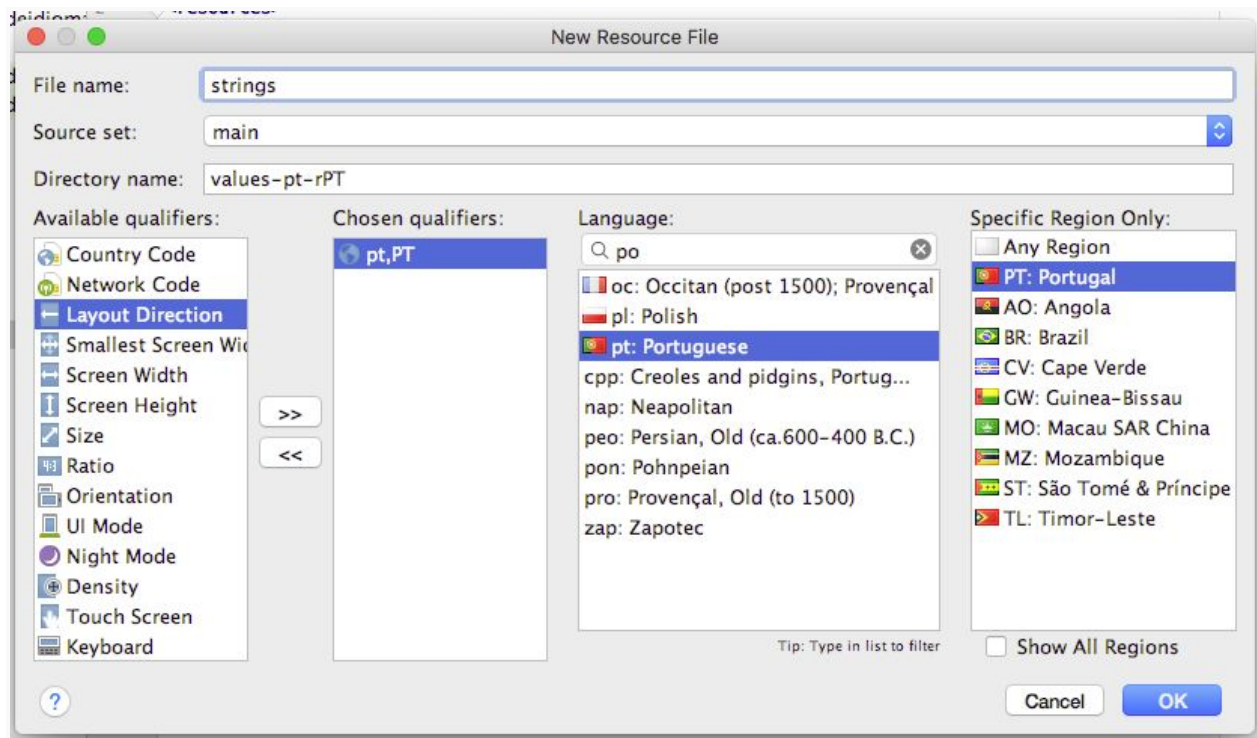 New Resource File
File name: strings
Source set: main
Directory name: values-pt-rPT
Available qualifiers:
Country Code
Network Code
Layout Direction
Smallest Screen Wid
Screen Width
Screen Height
Size
Ratio
Orientation
UI Mode
Night Mode
Density
Touch Screen
Keyboard
>>
<<
Chosen qualifiers:
pt,PT
Language:
po
oc: Occitan (post 1500); Provençal
pl: Polish
pt: Portuguese
cpp: Creoles and pidgins, Portug...
nap: Neapolitan
peo: Persian, Old (ca.600-400 B.C.)
pon: Pohnpeian
pro: Provençal, Old (to 1500)
zap: Zapotec
Tip: Type in list to filter
Specific Region Only:
Any Region
PT: Portugal
AO: Angola
BR: Brazil
CV: Cape Verde
GW: Guinea-Bissau
MO: Macau SAR China
MZ: Mozambique
ST: São Tomé & Príncipe
TL: Timor-Leste
Show All Regions
?
Cancel
OK